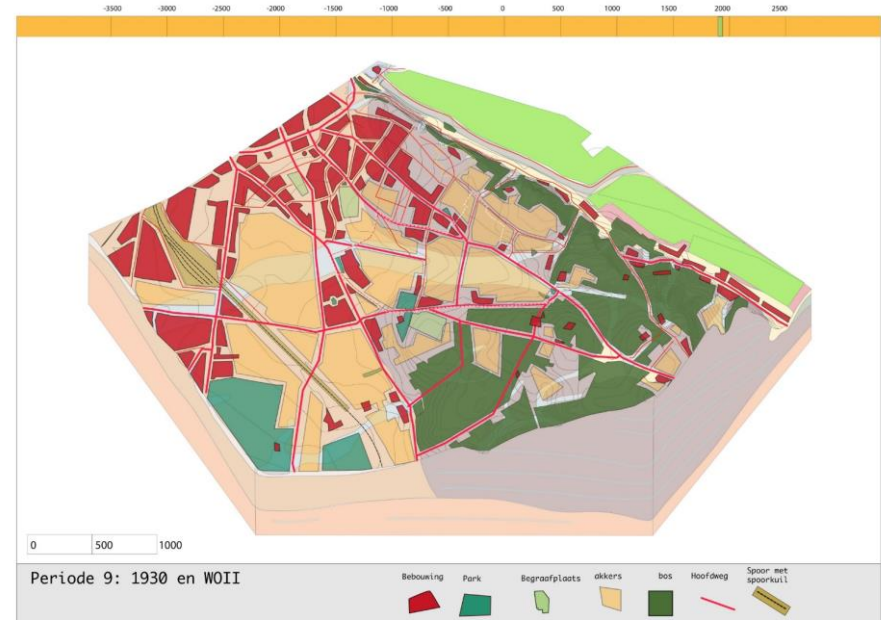 -3500 -3000 -2500 -2000 -1500 -1000 -500 0 500 1000 1500 2000 2500
0 500 1000
Periode 9: 1930 en WOII
Bebouwing Park Begraafplaats akkers bos Hoofdweg Spoor met
spoorkuil